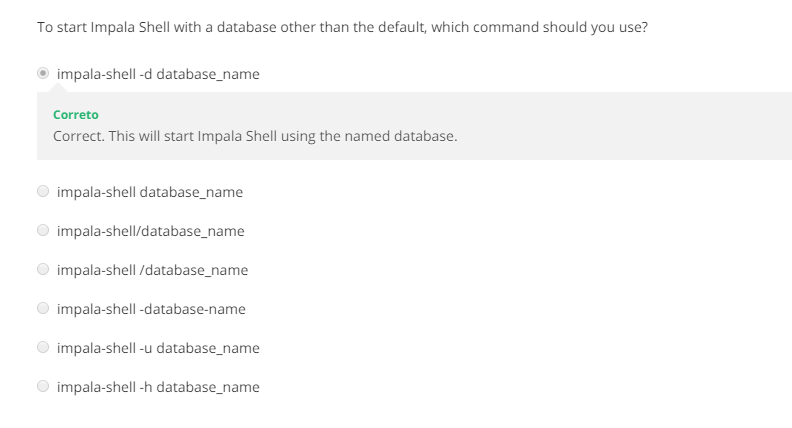 To start Impala Shell with a database other than the default, which command should you use?
impala-shell -d database_name
Correto
Correct. This will start Impala Shell using the named database.
impala-shell database_name
impala-shell/database_name
impala-shell /database_name
impala-shell -database-name
impala-shell -u database_name
impala-shell -h database_name